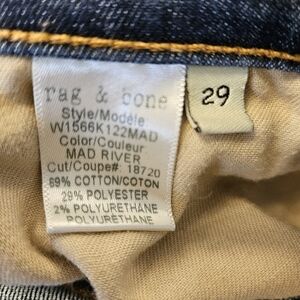 rag & bone
Style/Modéle
W1566K122MAD
Color/Couleur
MAD RIVER
Cut/Coupe#: 18720
69% COTTON/COTON
29% POLYESTER
2% POLYURETHANE
POLYURETHANE
29